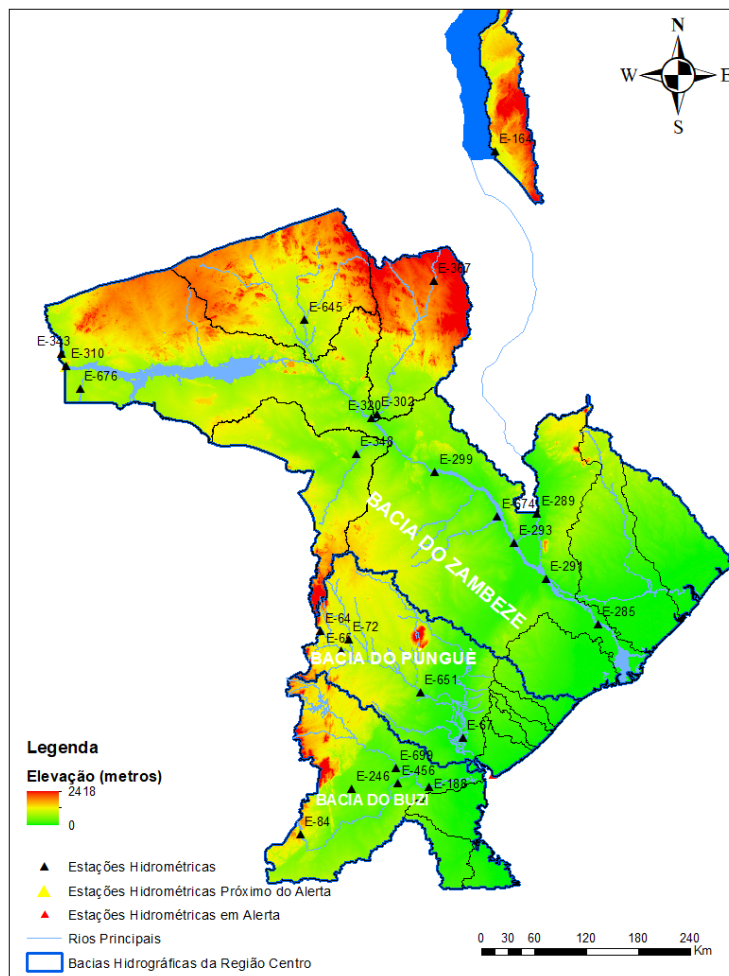 N
W
E
S
E-164
E-367
E-645
E-343
E-310
E-676
E-320
E-302
E-348
E-299
E-674
E-289
E-293
E-291
E-285
BACIA DO ZAMBEZE
E-64
E-72
BACIA DO PUNGUÈ
E-651
E-67
E-699
E-246
E-456
E-188
BACIA DO BUZI
E-84
Legenda
Elevação (metros)
2418
0
Estações Hidrométricas
Estações Hidrométricas Próximo do Alerta
Estações Hidrométricas em Alerta
Rios Principais
Bacias Hidrográficas da Região Centro
0 15 30 60 120 180 240
Km